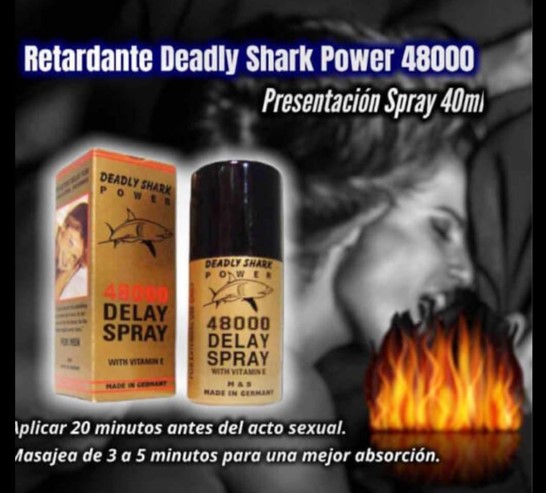 Retardante Deadly Shark Power 48000
Presentación Spray 40ml
DEADLY SHARK
POWER
48000
DELAY
SPRAY
FOR MEN
WITH VITAMIN E
MADE IN GERMANY
DEADLY SHARK
POWER
48000
DELAY
SPRAY
WITH VITAMIN E
M & S
MADE IN GERMANY
Aplicar 20 minutos antes del acto sexual.
Masajea de 3 a 5 minutos para una mejor absorción.